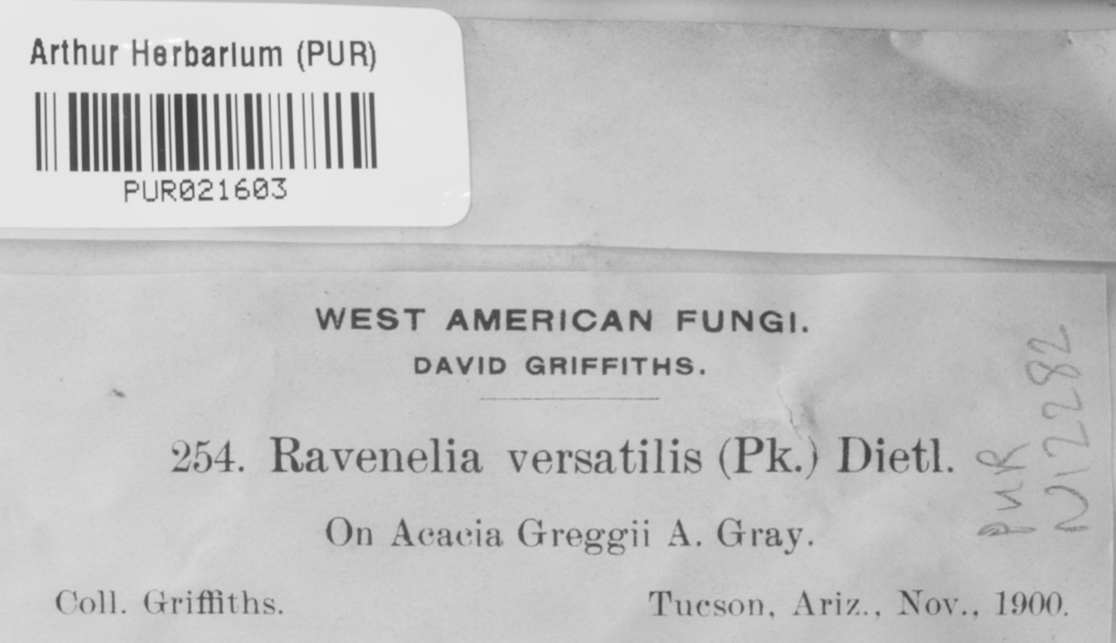 Arthur Herbarium (PUR)
PUR021603
WEST AMERICAN FUNGI.
DAVID GRIFFITHS.
254. Ravenelia versatilis (Pk.) Dietl.
On Acacia Greggii A. Gray.
Coll. Griffiths.
Tucson, Ariz., Nov., 1900.
PUR
N12282